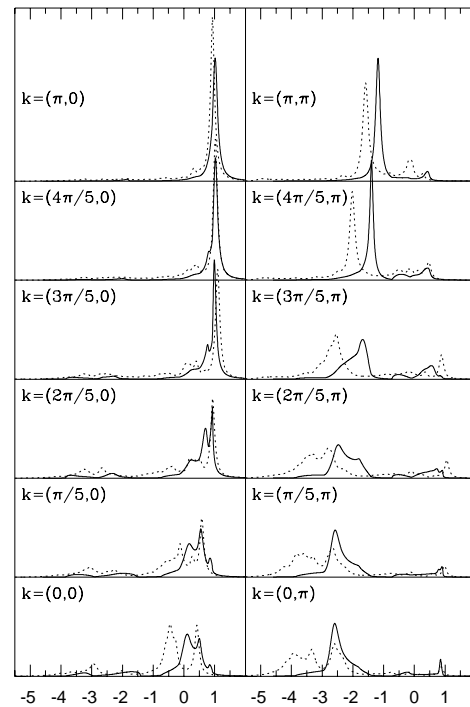 k=(π,0)
k=(π,π)
k=(4π/5,0)
k=(4π/5,π)
k=(3π/5,0)
k=(3π/5,π)
k=(2π/5,0)
k=(2π/5,π)
k=(π/5,0)
k=(π/5,π)
k=(0,0)
k=(0,π)
-5 -4 -3 -2 -1 0 1 -5 -4 -3 -2 -1 0 1